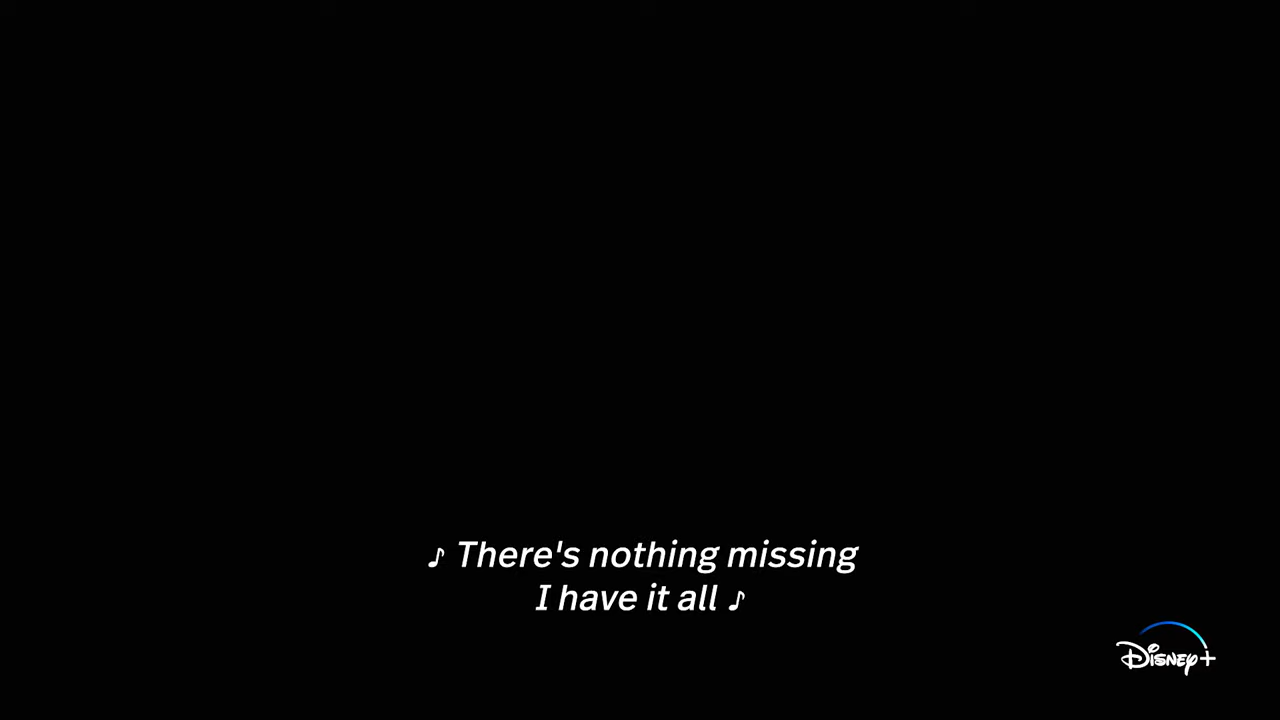 ♪ There's nothing missing
I have it all ♪
Disney+